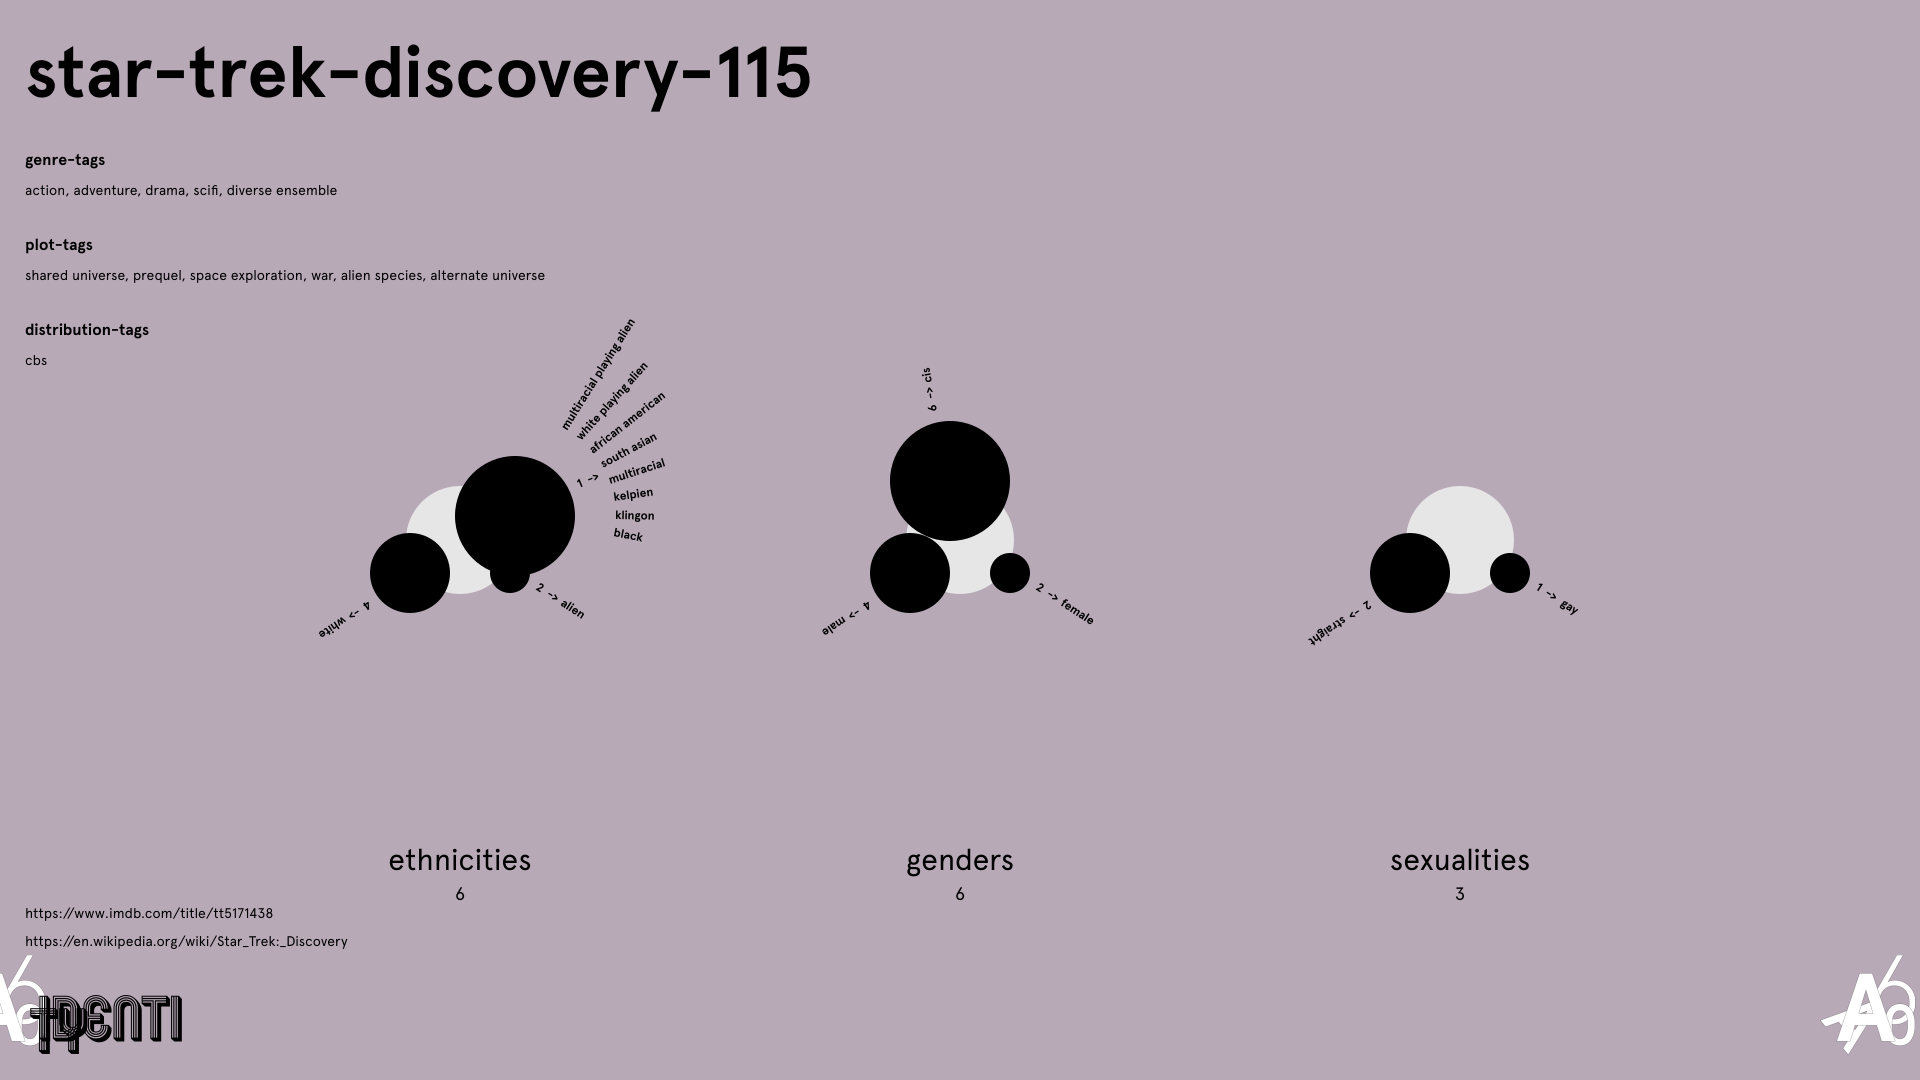 star-trek-discovery-115
genre-tags
action, adventure, drama, scifi, diverse ensemble
plot-tags
shared universe, prequel, space exploration, war, alien species, alternate universe
distribution-tags
cbs
multiracial playing alien
white playing alien
african american
south asian
1 -> multiracial
kelpien
klingon
black
2 -> alien
4 -> white
6 -> cis
4 -> male
2 -> female
2 -> straight
1 -> gay
ethnicities
6
genders
6
sexualities
3
https://www.imdb.com/title/tt5171438
https://en.wikipedia.org/wiki/Star_Trek:_Discovery
IDENTI